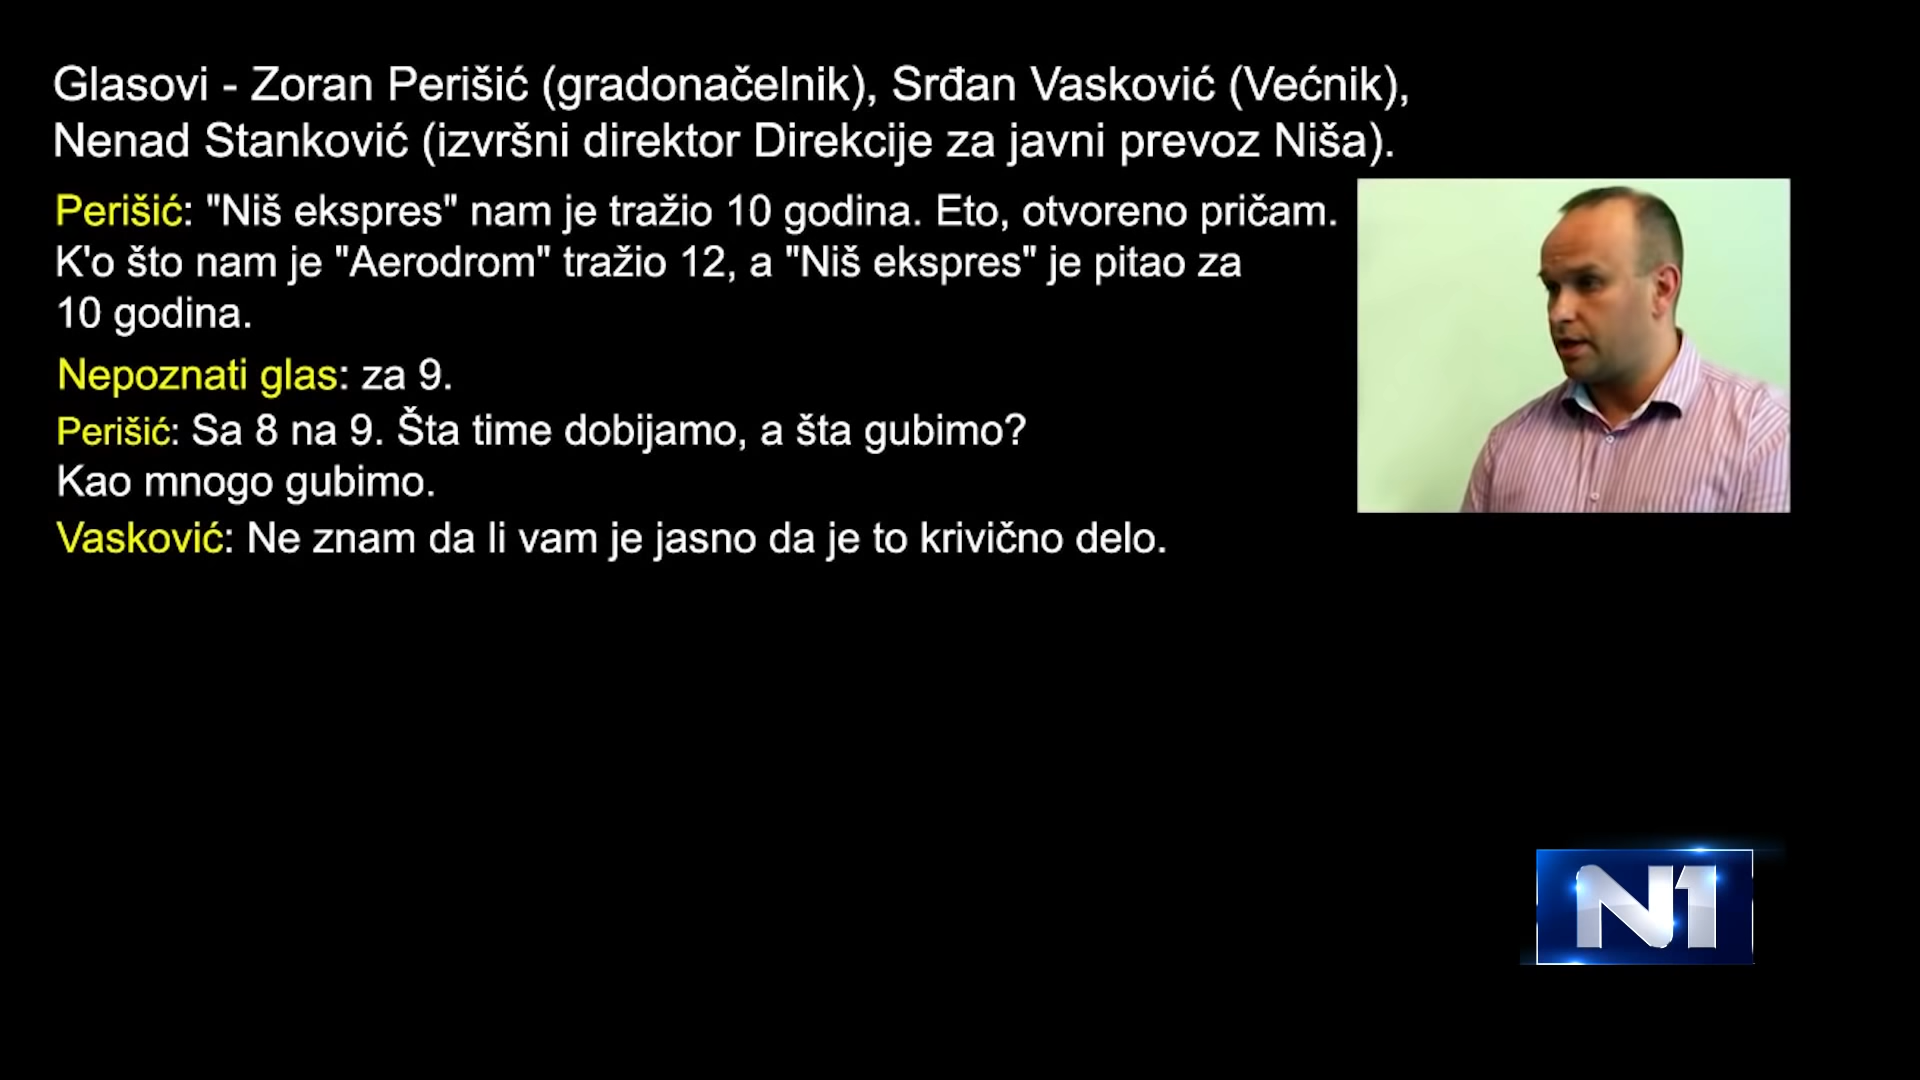 Glasovi - Zoran Perišić (gradonačelnik), Srđan Vasković (Većnik),
Nenad Stanković (izvršni direktor Direkcije za javni prevoz Niša).
Perišić: "Niš ekspres" nam je tražio 10 godina. Eto, otvoreno pričam.
K'o što nam je "Aerodrom" tražio 12, a "Niš ekspres" je pitao za
10 godina.
Nepoznati glas: za 9.
Perišić: Sa 8 na 9. Šta time dobijamo, a šta gubimo?
Kao mnogo gubimo.
Vasković: Ne znam da li vam je jasno da je to krivično delo.
N1